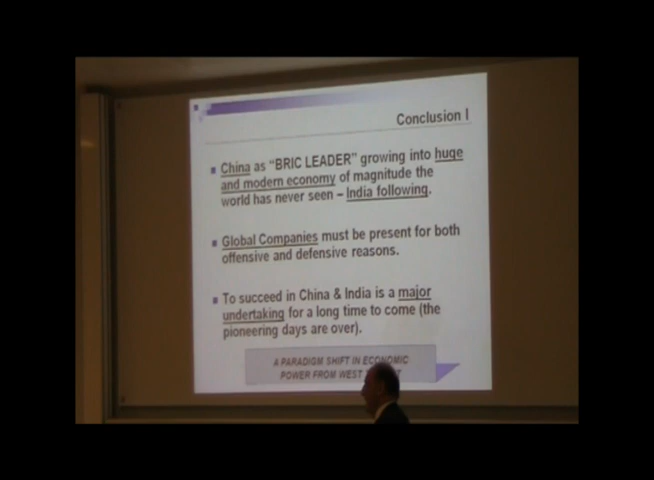 Conclusion I
China as “BRIC LEADER” growing into huge
and modern economy of magnitude the
world has never seen – India following.
Global Companies must be present for both
offensive and defensive reasons.
To succeed in China & India is a major
undertaking for a long time to come (the
pioneering days are over).
A PARADIGM SHIFT IN ECONOMIC
POWER FROM WEST